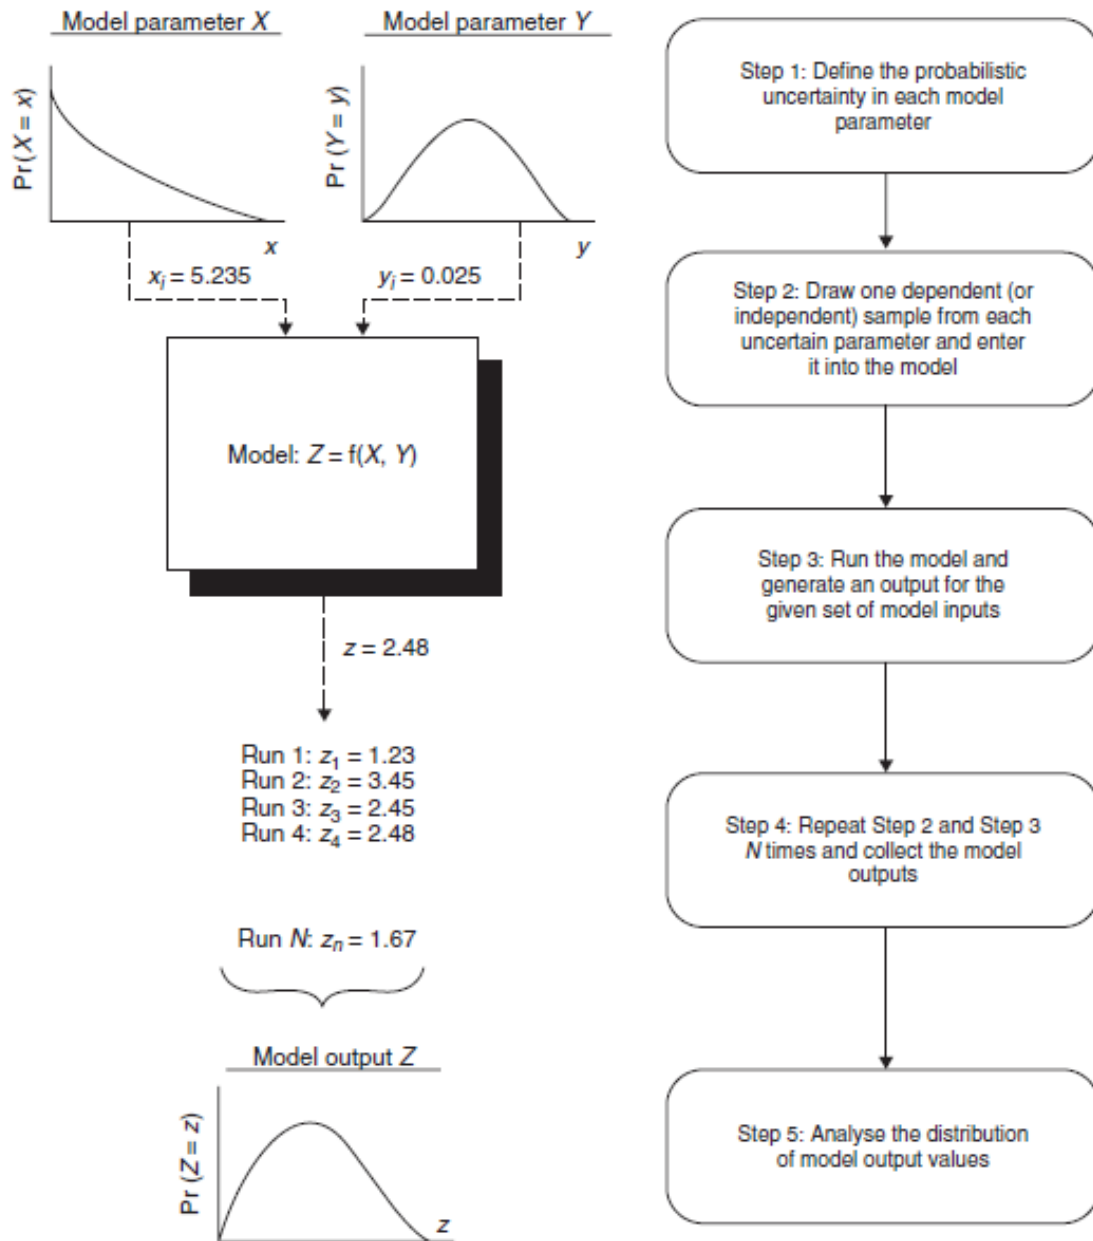 Model parameter X
Model parameter Y
Pr (X = x)
x
Pr (Y = y)
y
xi = 5.235
yi = 0.025
Model: Z = f(X, Y)
z = 2.48
Run 1: z1 = 1.23
Run 2: z2 = 3.45
Run 3: z3 = 2.45
Run 4: z4 = 2.48
Run N: zn = 1.67
Model output Z
Pr (Z = z)
z
Step 1: Define the probabilistic
uncertainty in each model
parameter
Step 2: Draw one dependent (or
independent) sample from each
uncertain parameter and enter
it into the model
Step 3: Run the model and
generate an output for the
given set of model inputs
Step 4: Repeat Step 2 and Step 3
N times and collect the model
outputs
Step 5: Analyse the distribution
of model output values